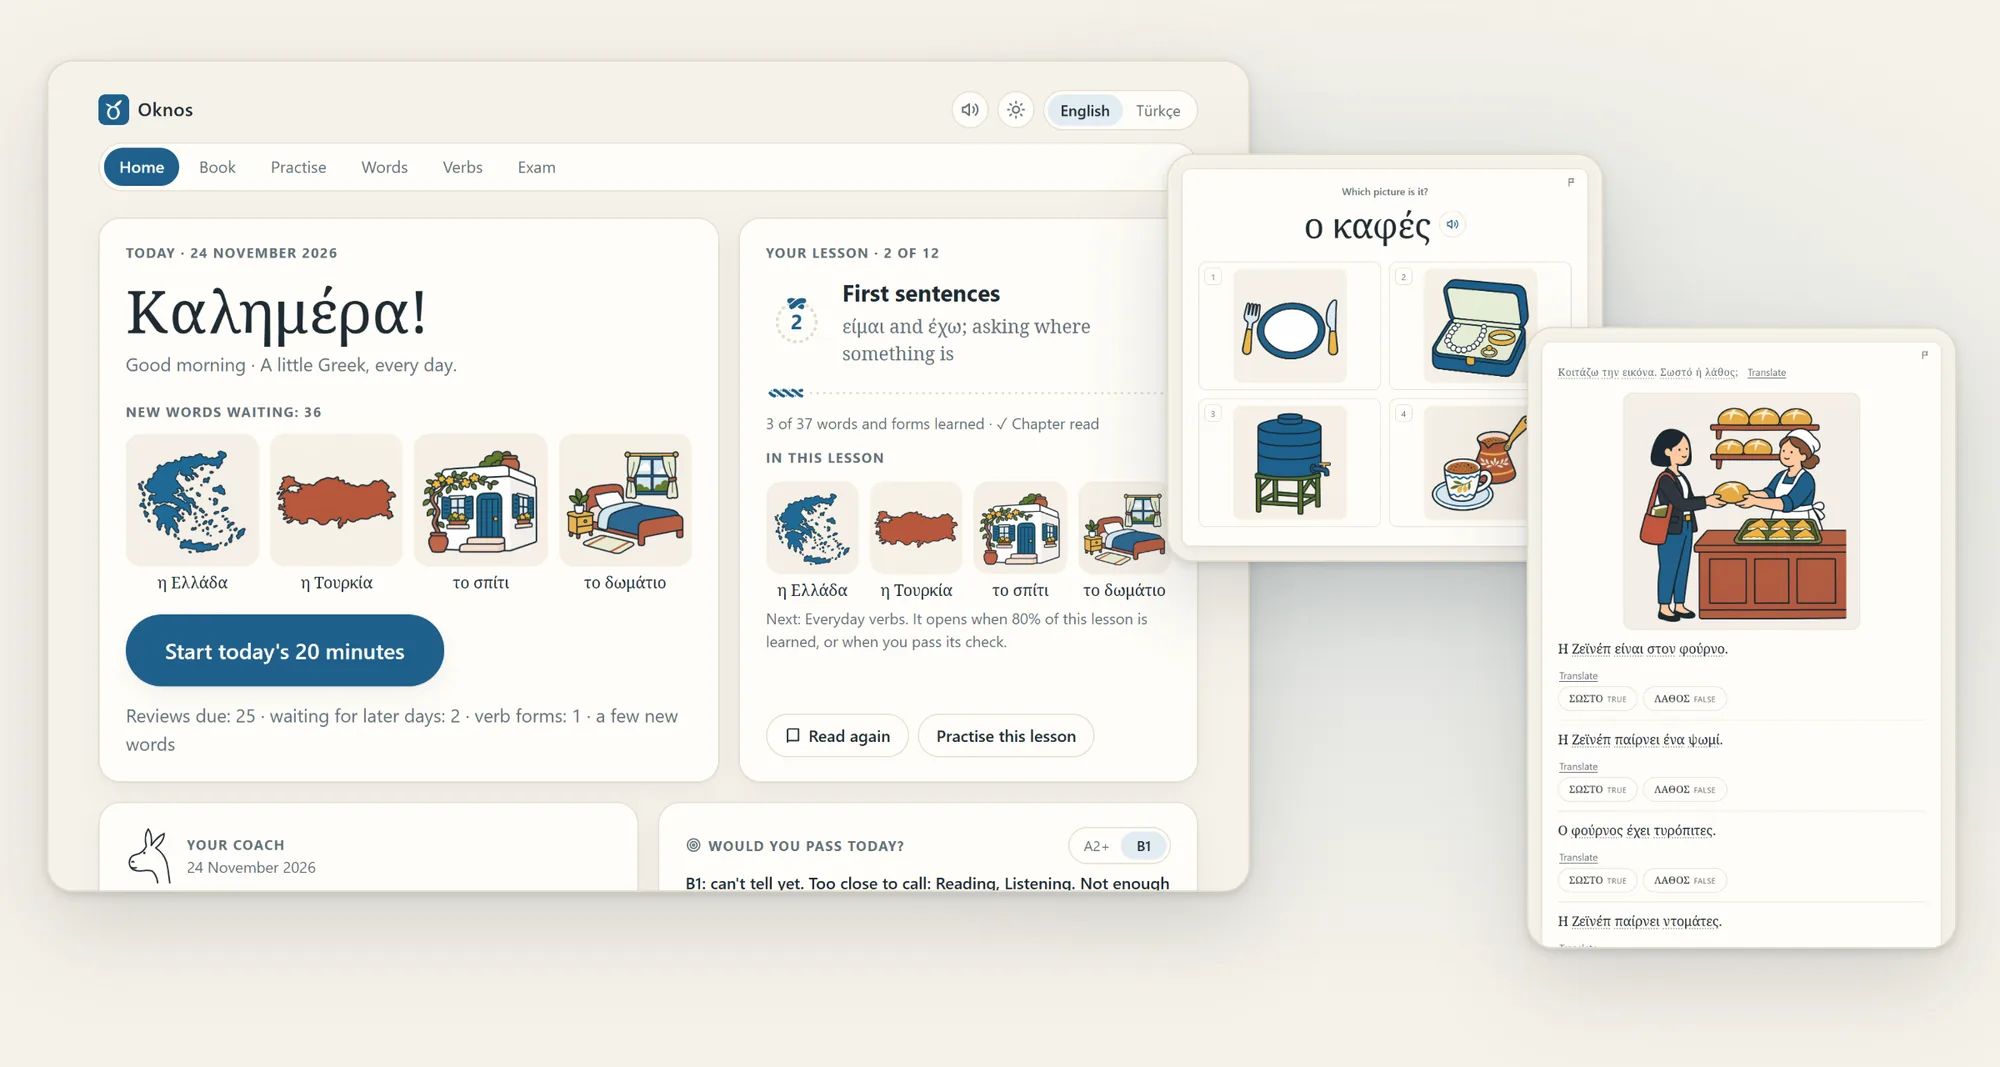 Oknos
English
Türkçe
Home
Book
Practise
Words
Verbs
Exam
TODAY · 24 NOVEMBER 2026
Καλημέρα!
Good morning · A little Greek, every day.
NEW WORDS WAITING: 36
η Ελλάδα
η Τουρκία
το σπίτι
το δωμάτιο
Start today's 20 minutes
Reviews due: 25 · waiting for later days: 2 · verb forms: 1 · a few new
words
YOUR LESSON · 2 OF 12
2
First sentences
είμαι and έχω; asking where
something is
3 of 37 words and forms learned · ✓ Chapter read
IN THIS LESSON
η Ελλάδα
η Τουρκία
το σπίτι
το δωμάτιο
Next: Everyday verbs. It opens when 80% of this lesson is
learned, or when you pass its check.
Read again
Practise this lesson
YOUR COACH
24 November 2026
WOULD YOU PASS TODAY?
A2+
B1
B1: can't tell yet. Too close to call: Reading, Listening. Not enough
Which picture is it?
ο καφές
1
2
3
4
Κοιτάζω την εικόνα. Σωστό ή λάθος;
Translate
Η Ζεϊνέπ είναι στον φούρνο.
Translate
ΣΩΣΤΟ TRUE
ΛΑΘΟΣ FALSE
Η Ζεϊνέπ παίρνει ένα ψωμί.
Translate
ΣΩΣΤΟ TRUE
ΛΑΘΟΣ FALSE
Ο φούρνος έχει τυρόπιτες.
Translate
ΣΩΣΤΟ TRUE
ΛΑΘΟΣ FALSE
Η Ζεϊνέπ παίρνει ντομάτες.